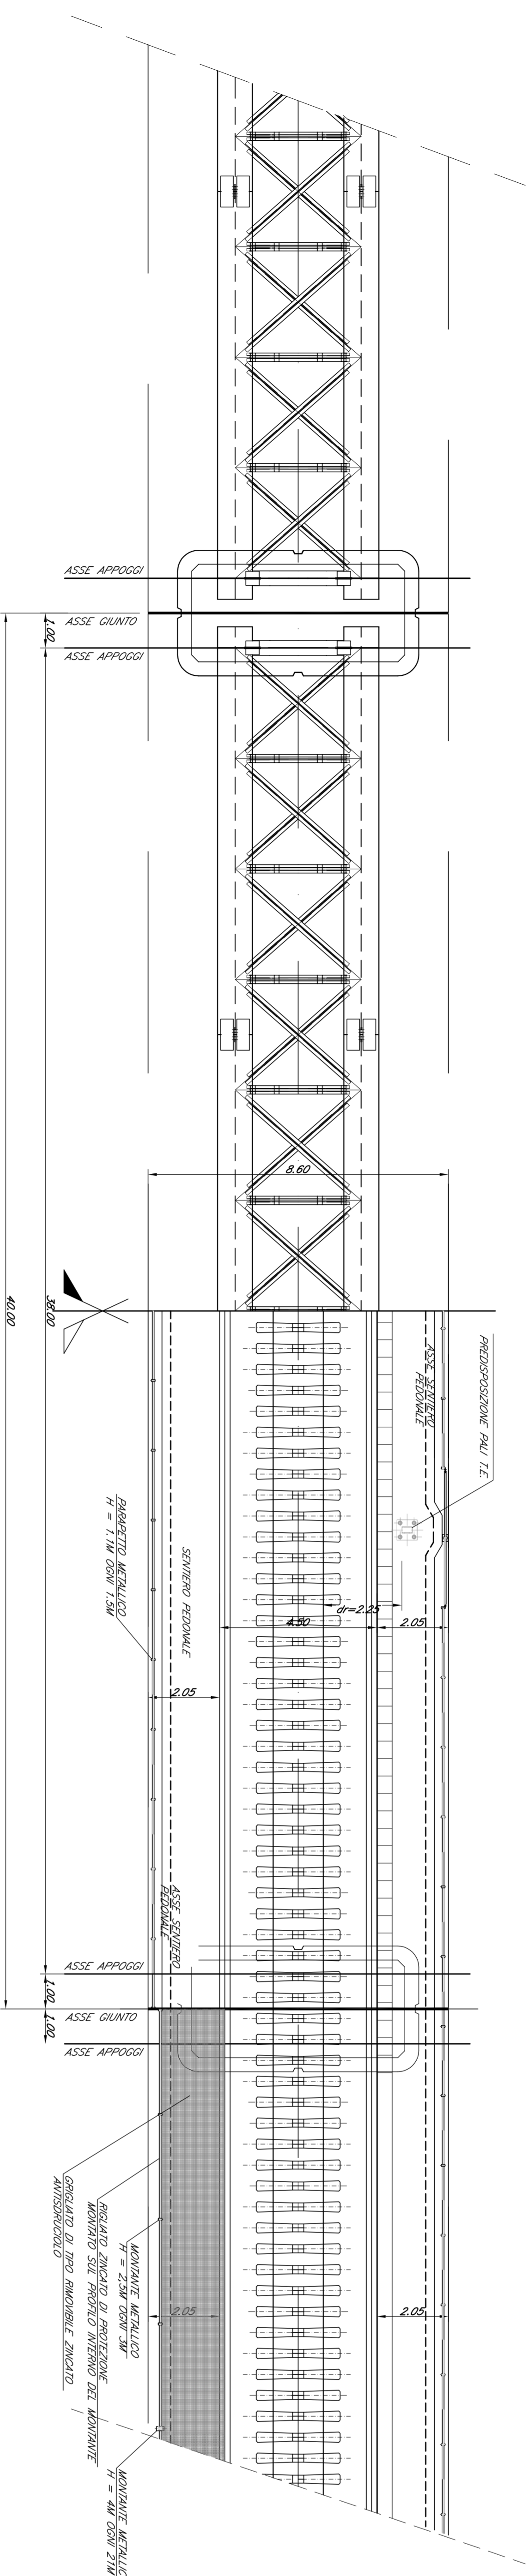 ASSE APPOGGI
ASSE GIUNTO
1.00
ASSE APPOGGI
8.60
38.00
40.00
PREDISPOSIZIONE PALI T.E.
ASSE SENTIERO
PEDONALE
PARAPETTO METALLICO
H = 1.1M OGNI 1.5M
SENTIERO PEDONALE
dr=2.25
4.50
2.05
2.05
ASSE SENTIERO
PEDONALE
ASSE APPOGGI
1.00
ASSE GIUNTO
1.00
ASSE APPOGGI
2.05
2.05
MONTANTE METALLICO
H = 2.5M OGNI 3M
RIGLIATO ZINCATO DI PROTEZIONE
MONTATO SUL PROFILO INTERNO DEL MONTANTE
GRIGLIATO DI TIPO RIMOVIBILE ZINCATO
ANTISDRUCIOLO
MONTANTE METALLIC
H = 4M OGNI 21M